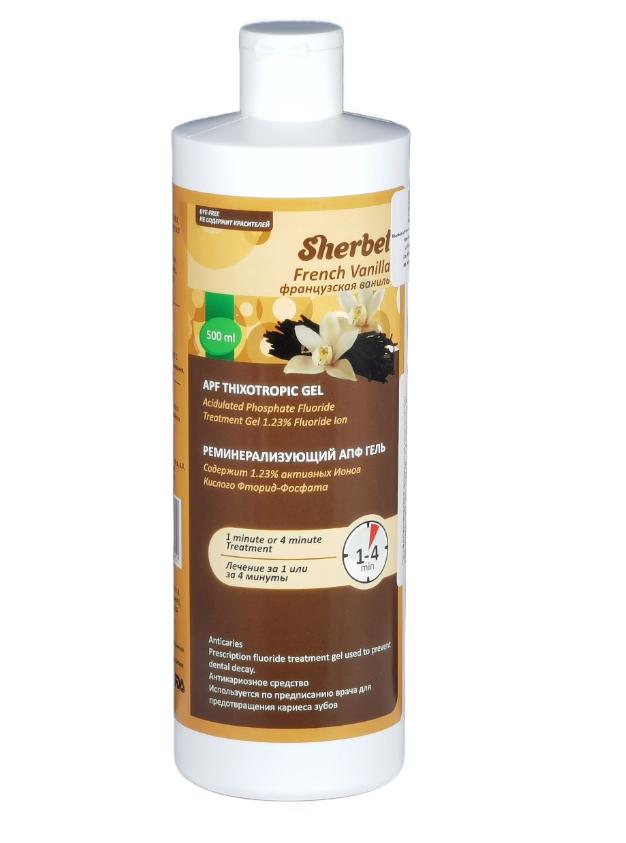 DYE-FREE
НЕ СОДЕРЖИТ КРАСИТЕЛЕЙ
Sherbet
French Vanilla
французская ваниль
500 ml
APF THIXOTROPIC GEL
Acidulated Phosphate Fluoride
Treatment Gel 1.23% Fluoride Ion
РЕМИНЕРАЛИЗУЮЩИЙ АПФ ГЕЛЬ
Содержит 1.23% активных Ионов
Кислого Фторид-Фосфата
1 minute or 4 minute
Treatment
Лечение за 1 или
за 4 минуты
1-4
min
Anticaries
Prescription fluoride treatment gel used to prevent
dental decay.
Антикариозное средство
Используется по предписанию врача для
предотвращения кариеса зубов